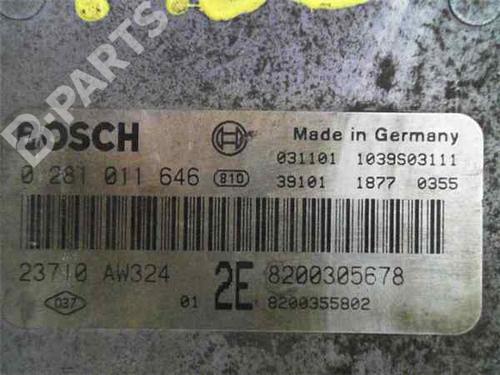 B-PARTS
BOSCH
Made in Germany
0 281 011 646 810
031101 1039S03111
39101 1877 0355
23710 AW324 2E 8200305678
D37 01 8200355802